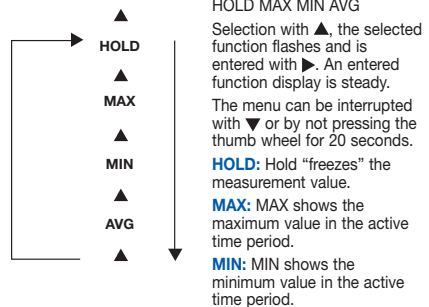 HOLD
MAX
MIN
AVG
HOLD MAX MIN AVG
Selection with ▲, the selected
function flashes and is
entered with ▶. An entered
function display is steady.
The menu can be interrupted
with ▼ or by not pressing the
thumb wheel for 20 seconds.
HOLD: Hold “freezes” the
measurement value.
MAX: MAX shows the
maximum value in the active
time period.
MIN: MIN shows the
minimum value in the active
time period.